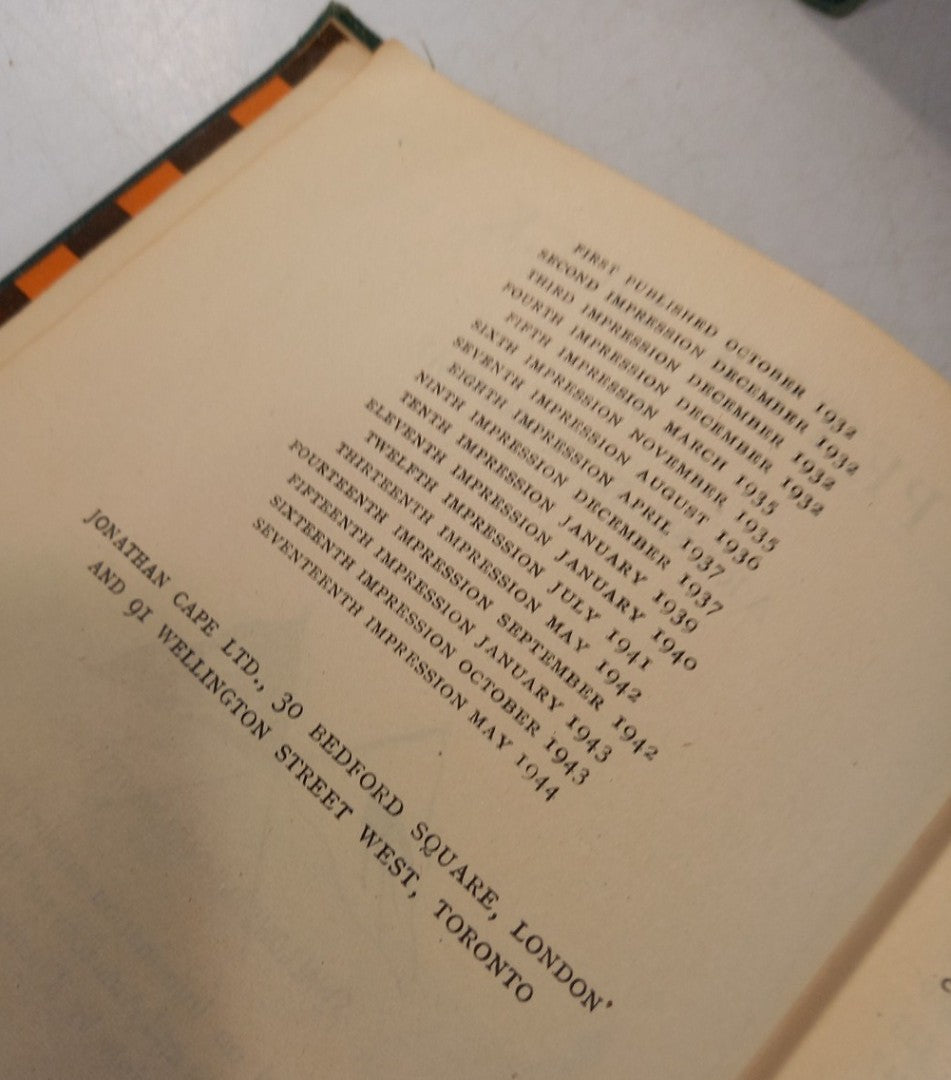 FIRST PUBLISHED OCTOBER 1932
SECOND IMPRESSION DECEMBER 1932
THIRD IMPRESSION DECEMBER 1932
FOURTH IMPRESSION DECEMBER 1932
FIFTH IMPRESSION MARCH 1935
SIXTH IMPRESSION NOVEMBER 1935
SEVENTH IMPRESSION AUGUST 1936
EIGHTH IMPRESSION APRIL 1937
NINTH IMPRESSION DECEMBER 1937
TENTH IMPRESSION JANUARY 1939
ELEVENTH IMPRESSION JANUARY 1940
TWELFTH IMPRESSION JULY 1941
THIRTEENTH IMPRESSION MAY 1942
FOURTEENTH IMPRESSION SEPTEMBER 1942
FIFTEENTH IMPRESSION JANUARY 1943
SIXTEENTH IMPRESSION OCTOBER 1943
SEVENTEENTH IMPRESSION MAY 1944
JONATHAN CAPE LTD., 30 BEDFORD SQUARE, LONDON
AND 91 WELLINGTON STREET WEST, TORONTO